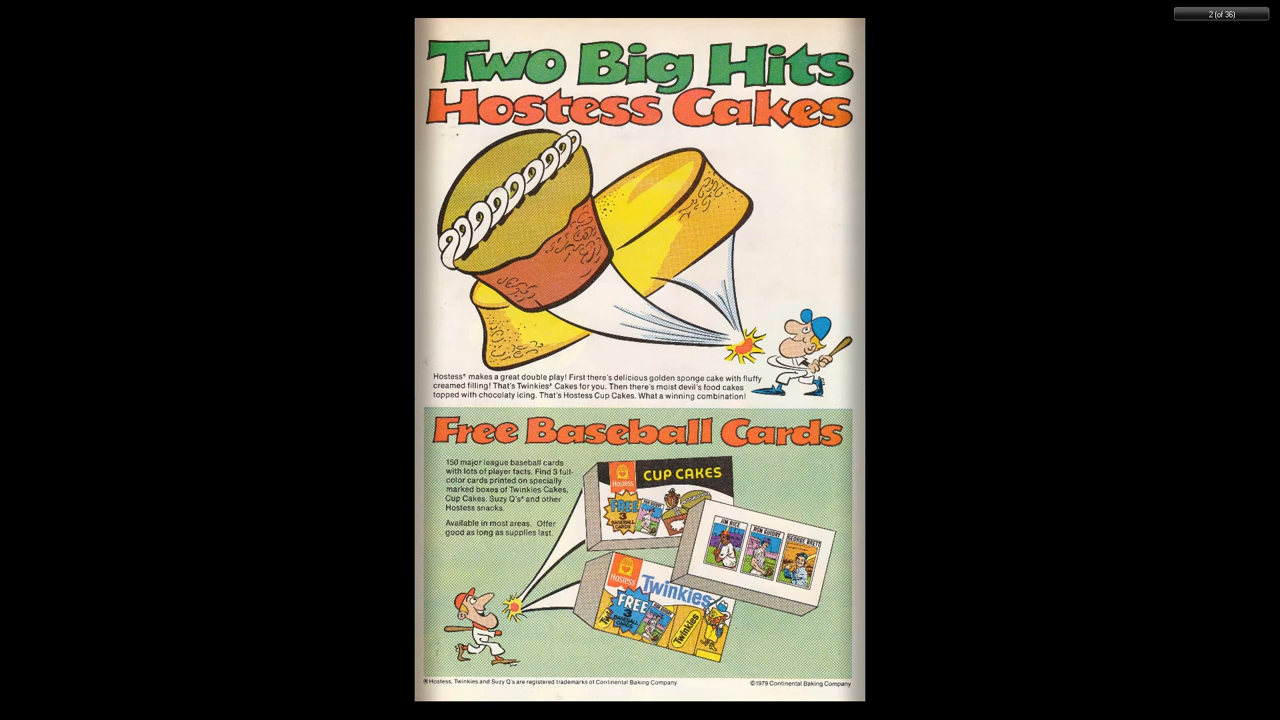 2 (of 36)
Two Big Hits
Hostess Cakes
Hostess® makes a great double play! First there's delicious golden sponge cake with fluffy
creamed filling! That's Twinkies® Cakes for you. Then there's moist devil's food cakes
topped with chocolaty icing. That's Hostess Cup Cakes. What a winning combination!
Free Baseball Cards
150 major league baseball cards
with lots of player facts. Find 3 full-
color cards printed on specially
marked boxes of Twinkies Cakes,
Cup Cakes, Suzy Q's® and other
Hostess snacks.
Available in most areas. Offer
good as long as supplies last.
Hostess
CUP CAKES
FREE
3
BASEBALL
CARDS
JIM RICE
RON GUIDRY
GEORGE BRETT
Hostess
Twinkies
FREE
3
BASEBALL
CARDS
Twinkies
® Hostess, Twinkies and Suzy Q's are registered trademarks of Continental Baking Company
©1979 Continental Baking Company